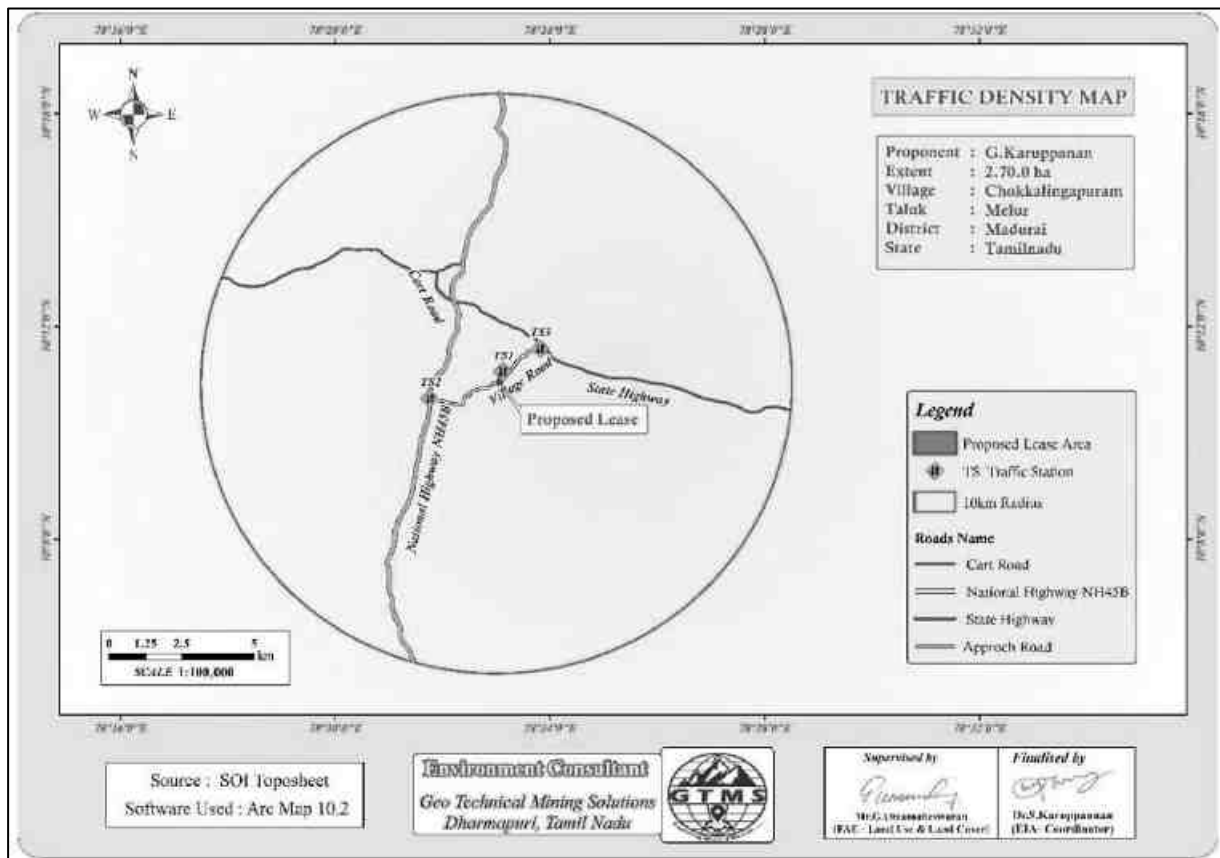 TRAFFIC DENSITY MAP
Proponent : G.Karuppanan
Extent : 2.70.0 ha
Village : Chokkalingapuram
Taluk : Melur
District : Madurai
State : Tamilnadu
N
W E
N
Cart Road
TS3
TS1
TS2
Village Road
State Highway
Proposed Lease
National Highway NH45B
Legend
Proposed Lease Area
TS Traffic Station
10km Radius
Roads Name
Cart Road
National Highway NH45B
State Highway
Approch Road
0 1.25 2.5 5
km
SCALE 1:100,000
Source : SOI Toposheet
Software Used : Arc Map 10.2
Environment Consultant
Geo Technical Mining Solutions
Dharmapuri, Tamil Nadu
GTMS
Supervised by
(FAE - Land Use & Land Cover)
Finalised by
Dr.S.Karuppannan
(EIA- Coordinator)